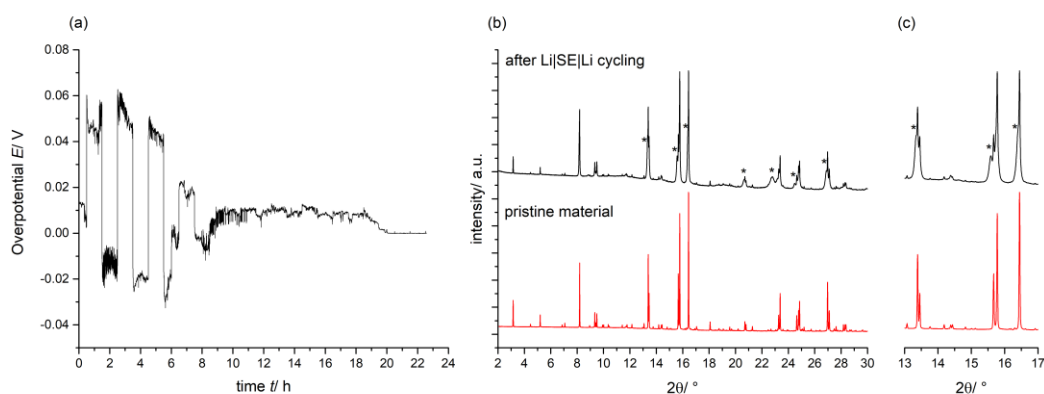 (a)
(b)
(c)
0.08
0.06
0.04
0.02
0.00
-0.02
-0.04
Overpotential E/ V
0 2 4 6 8 10 12 14 16 18 20 22 24
time t/ h
intensity/ a.u.
after Li|SE|Li cycling
* * * * * * *
pristine material
2 4 6 8 10 12 14 16 18 20 22 24 26 28 30
2θ/ °
* * *
13 14 15 16 17
2θ/ °